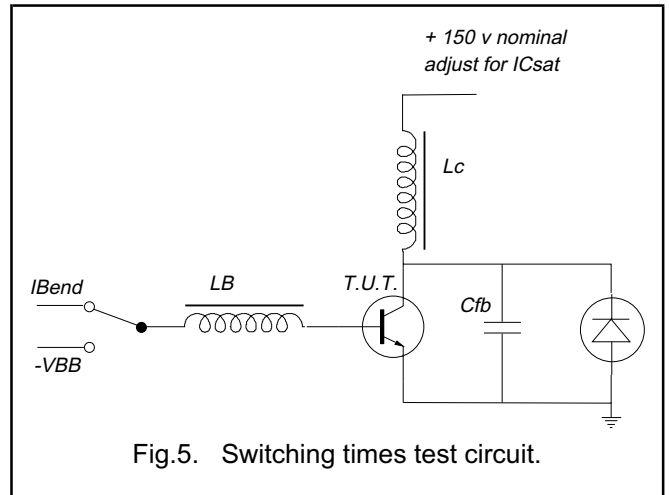 + 150 v nominal
adjust for ICsat
Lc
IBend
LB
T.U.T.
Cfb
-VBB
Fig.5. Switching times test circuit.